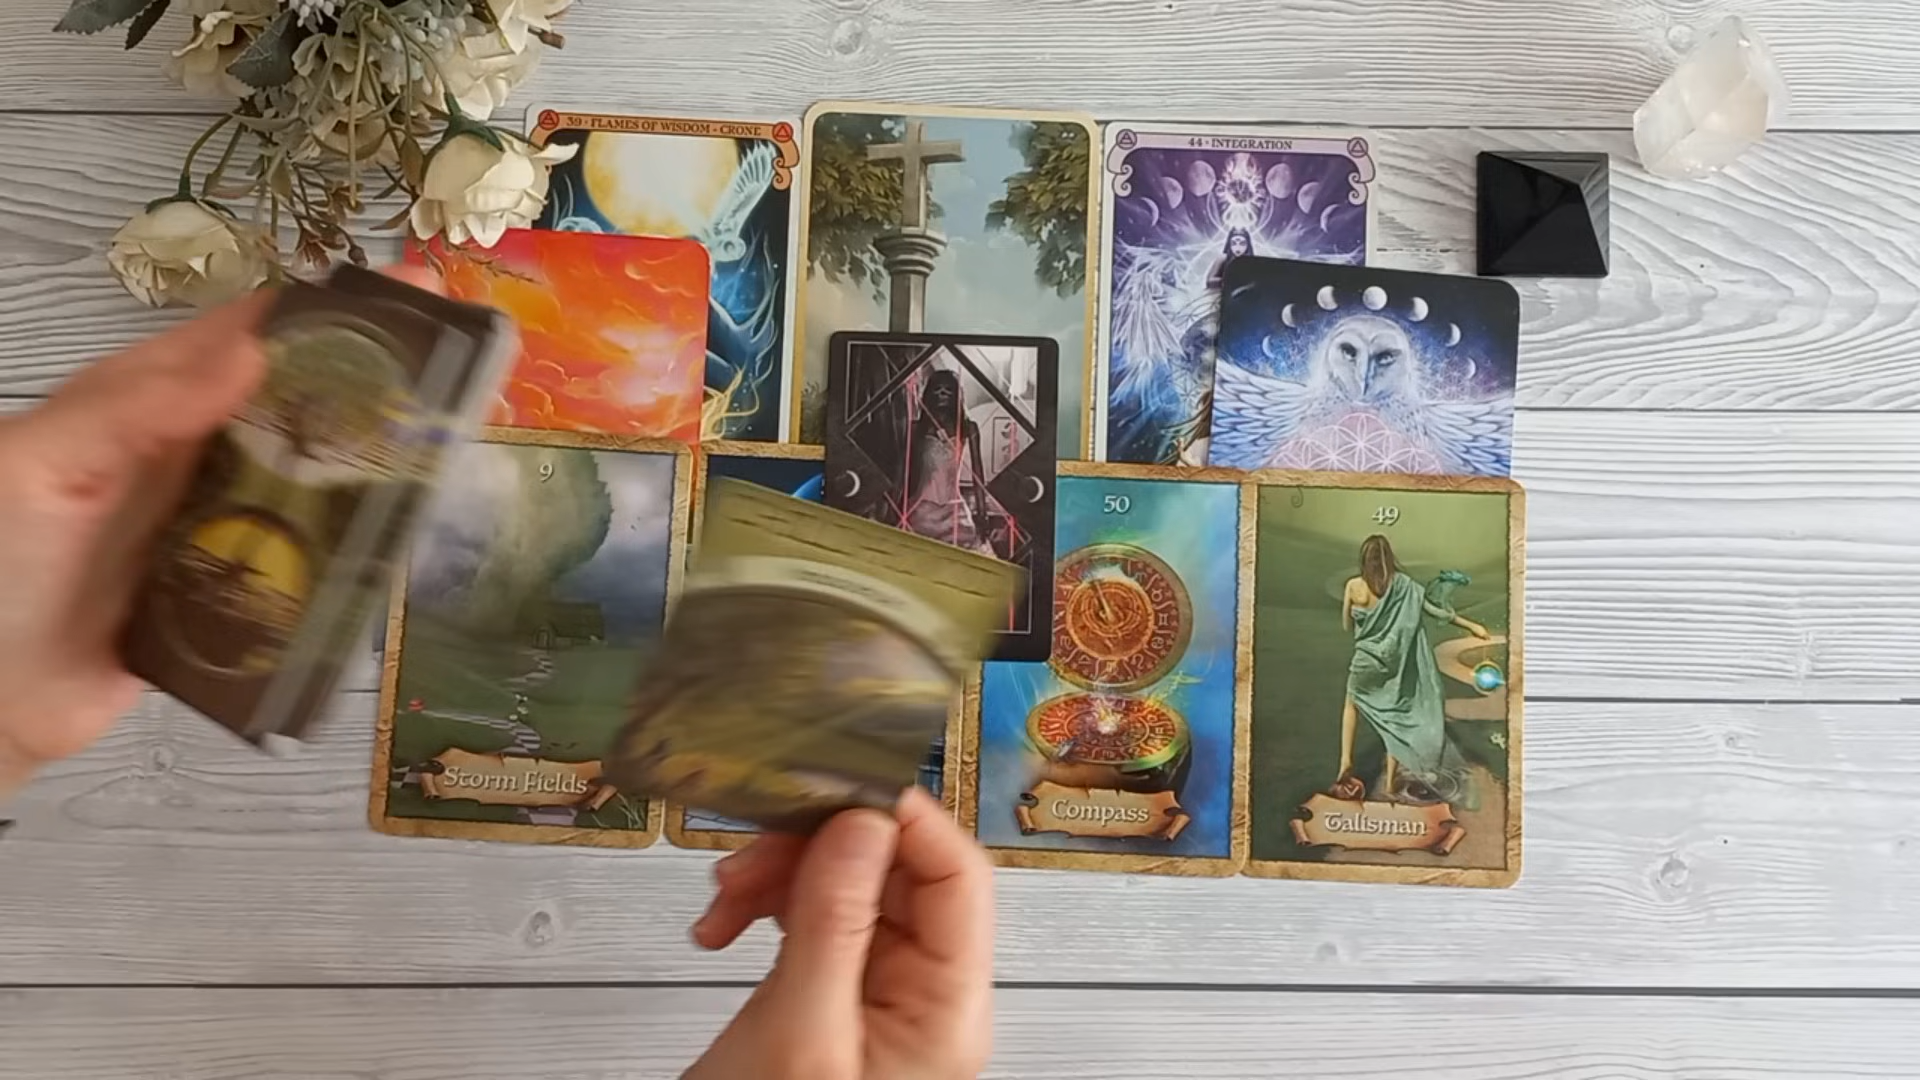 39 · FLAMES OF WISDOM - CRONE
44 · INTEGRATION
9
50
49
Storm Fields
Compass
Talisman